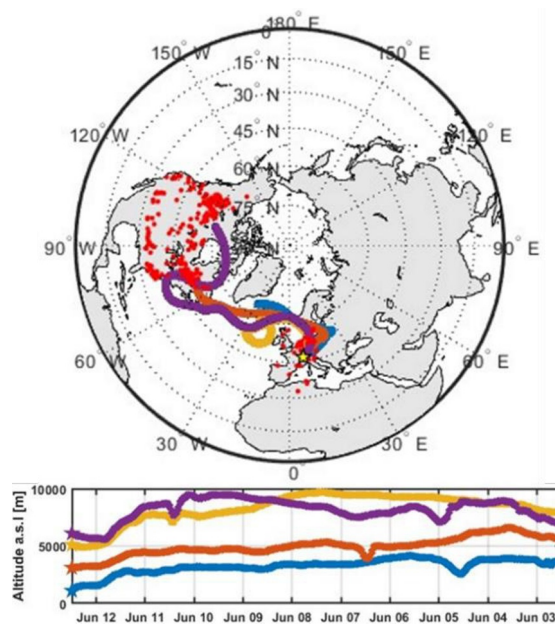 180° E
150° W 0° 150° E
15° N
30° N
120° W 45° N 120° E
60° N
75° N
90° W 90° E
60° W 60° E
30° W 30° E
0°
10000
5000
0
Altitude a.s.l [m]
Jun 12 Jun 11 Jun 10 Jun 09 Jun 08 Jun 07 Jun 06 Jun 05 Jun 04 Jun 03